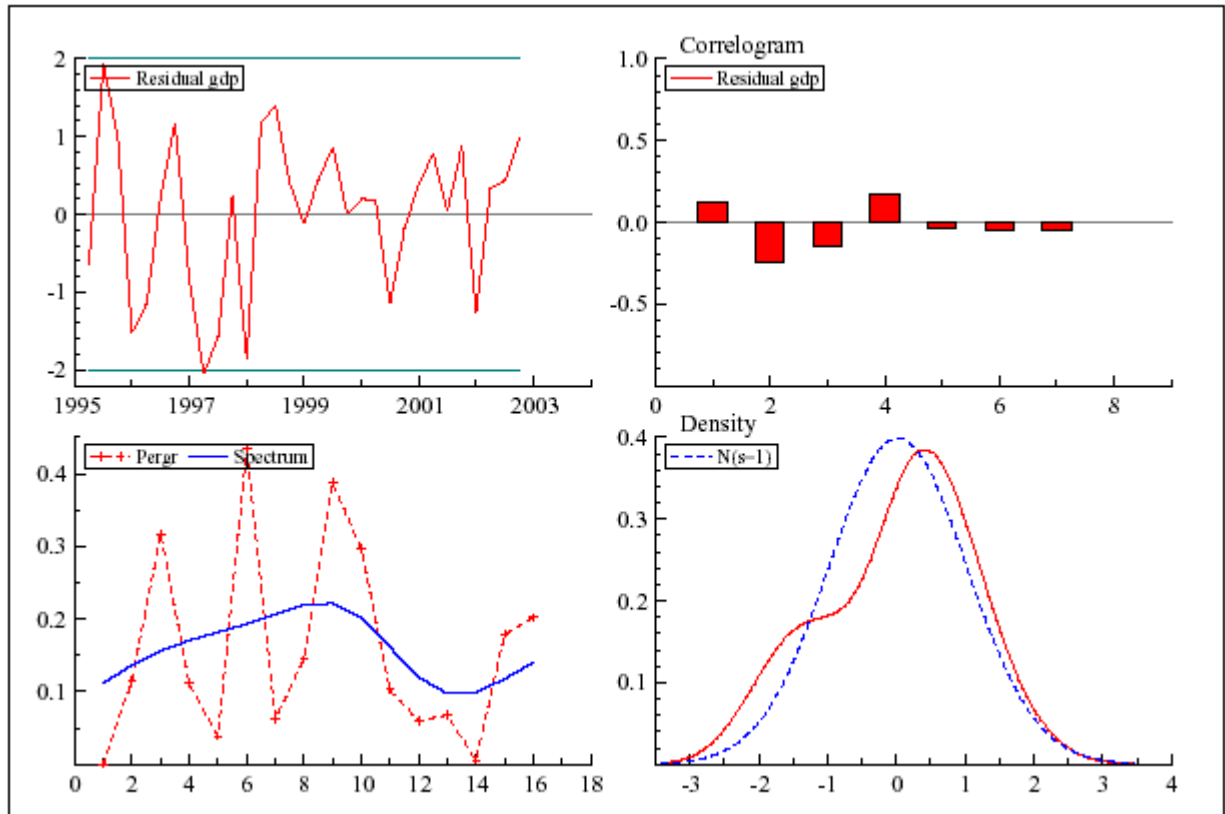 2
Residual gdp
1
0
-1
-2
1995 1997 1999 2001 2003
Correlogram
1.0
Residual gdp
0.5
0.0
-0.5
0 2 4 6 8
Pergr Spectrum
0.4
0.3
0.2
0.1
0 2 4 6 8 10 12 14 16 18
Density
0.4
N(s=1)
0.3
0.2
0.1
-3 -2 -1 0 1 2 3 4